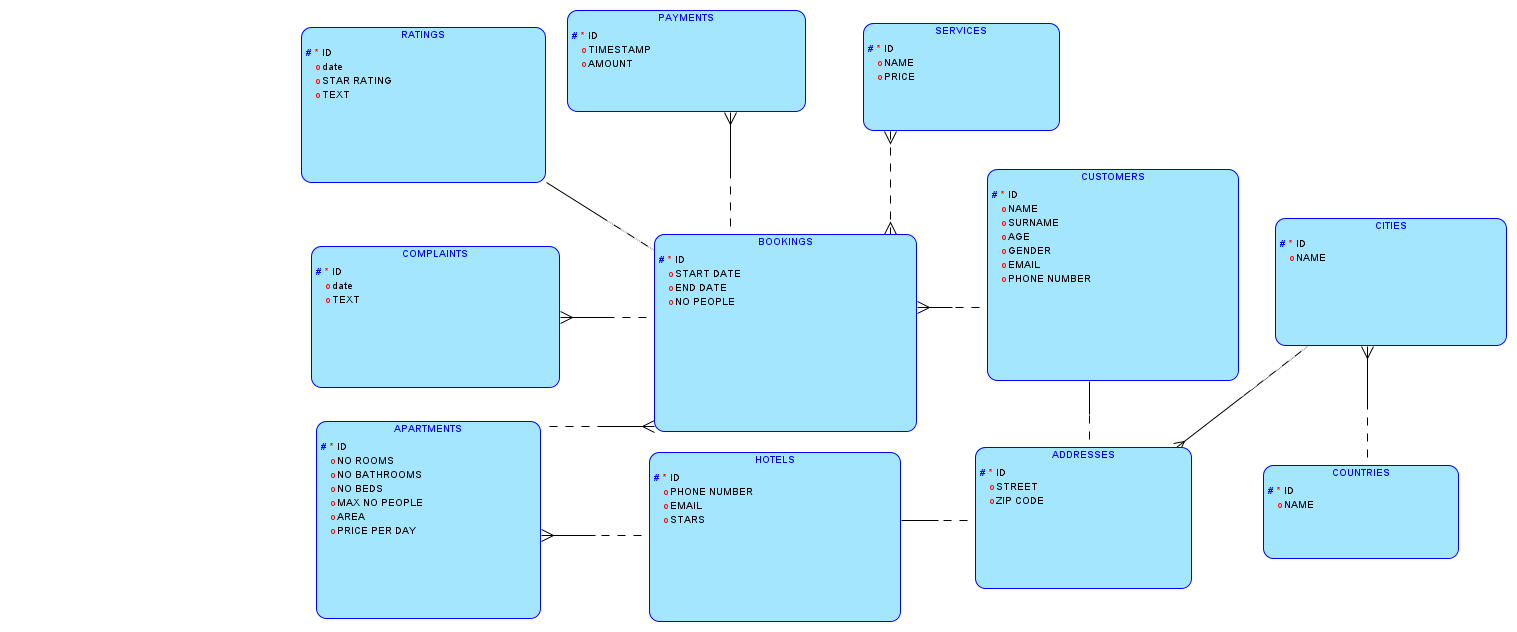 RATINGS
# * ID
o date
o STAR RATING
o TEXT
PAYMENTS
# * ID
o TIMESTAMP
o AMOUNT
SERVICES
# * ID
o NAME
o PRICE
CUSTOMERS
# * ID
o NAME
o SURNAME
o AGE
o GENDER
o EMAIL
o PHONE NUMBER
CITIES
# * ID
o NAME
COMPLAINTS
# * ID
o date
o TEXT
BOOKINGS
# * ID
o START DATE
o END DATE
o NO PEOPLE
APARTMENTS
# * ID
o NO ROOMS
o NO BATHROOMS
o NO BEDS
o MAX NO PEOPLE
o AREA
o PRICE PER DAY
HOTELS
# * ID
o PHONE NUMBER
o EMAIL
o STARS
ADDRESSES
# * ID
o STREET
o ZIP CODE
COUNTRIES
# * ID
o NAME